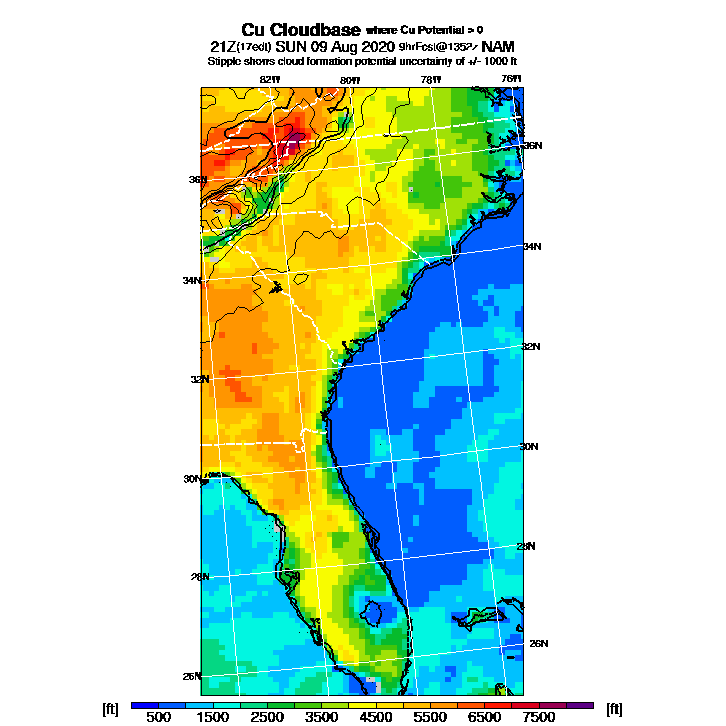 Cu Cloudbase where Cu Potential > 0
21Z(17edt) SUN 09 Aug 2020 9hrFcst@1352z NAM
Stipple shows cloud formation potential uncertainty of +/- 1000 ft
82W 80W 78W 76W
36N
36N
34N
34N
32N
32N
30N
30N
28N
28N
26N
26N
[ft] 500 1500 2500 3500 4500 5500 6500 7500 [ft]